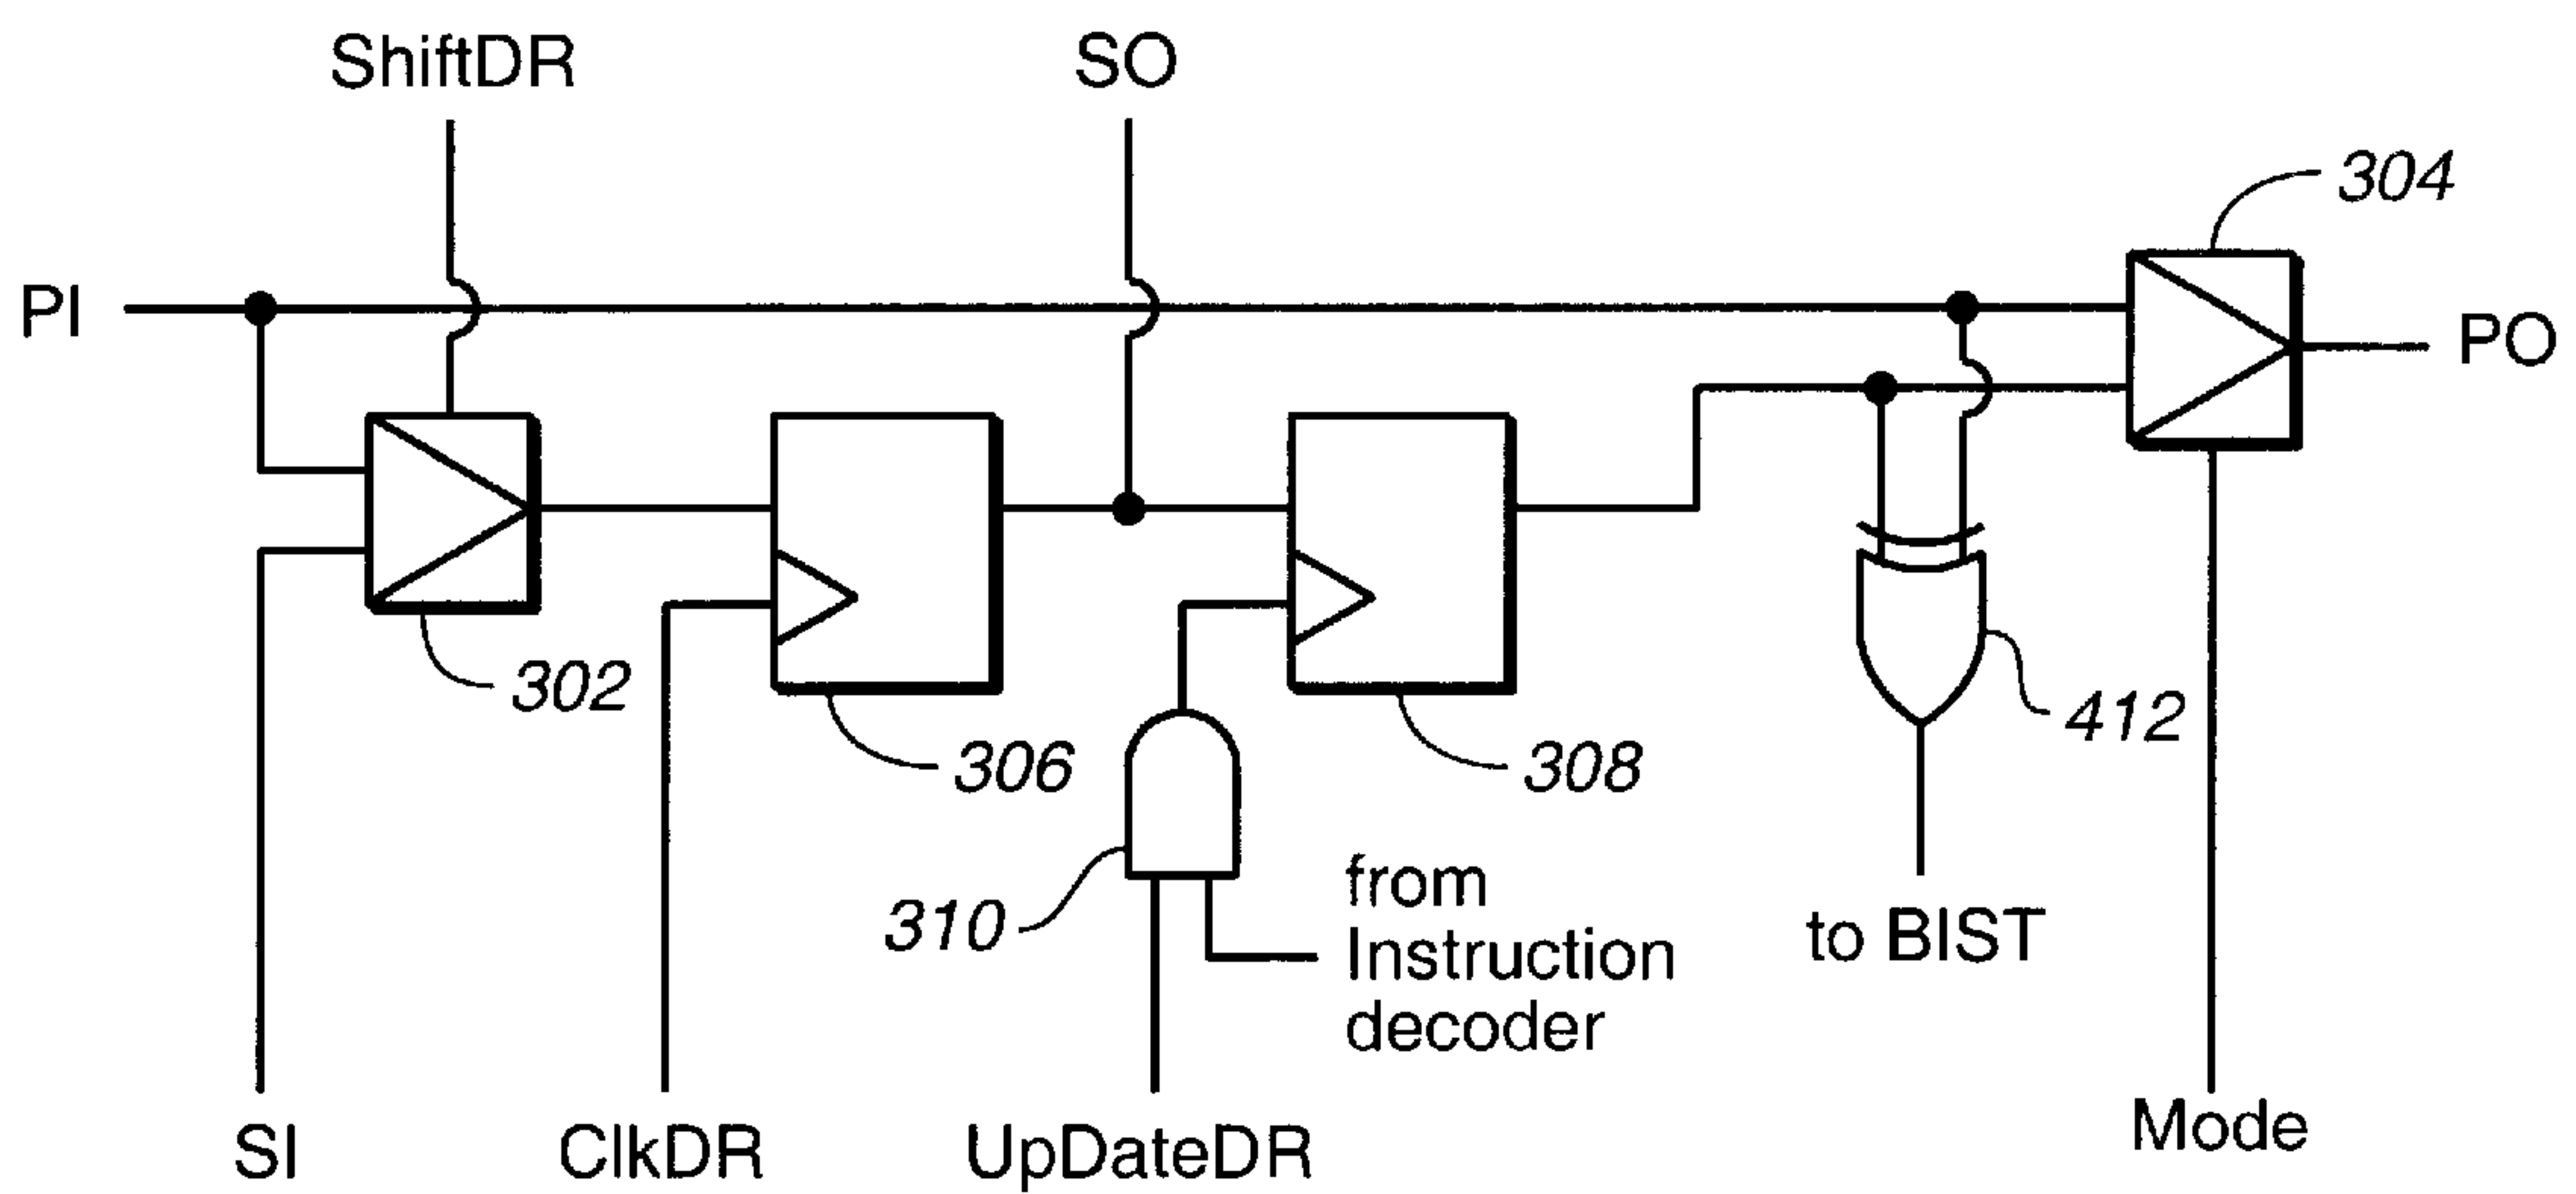 ShiftDR
SO
304
PI
PO
302
306
308
412
310
from
Instruction
decoder
to BIST
SI
ClkDR
UpDateDR
Mode